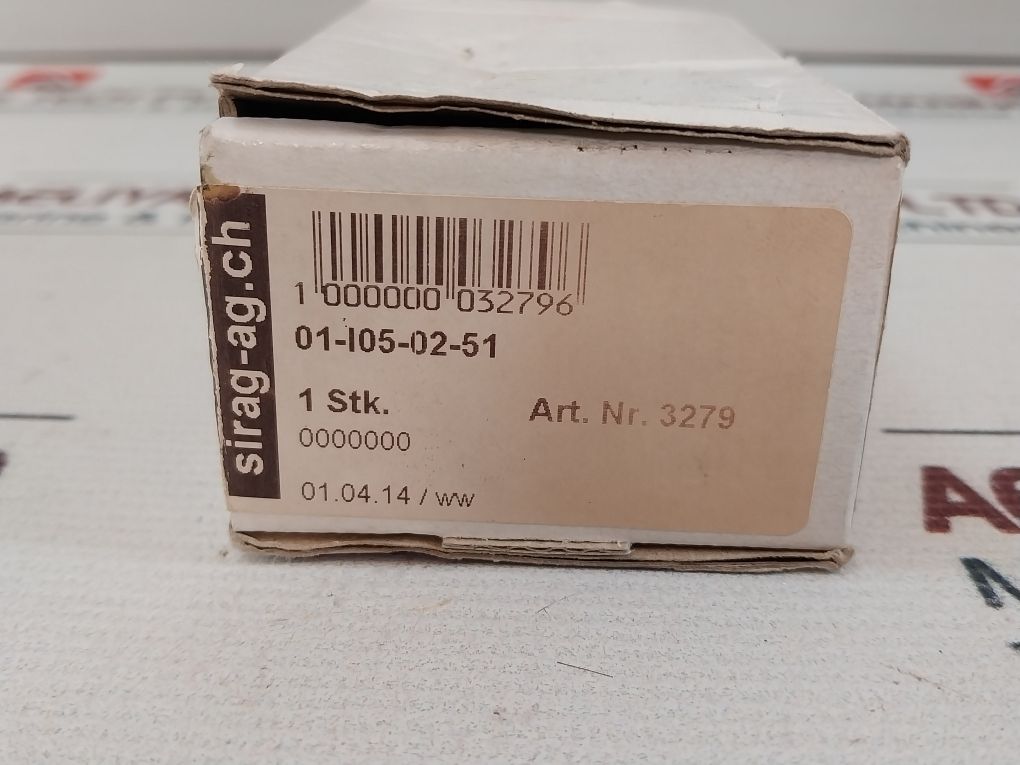 sirag-ag.ch
1 000000 032796
01-I05-02-51
1 Stk.
Art. Nr. 3279
0000000
01.04.14 / ww